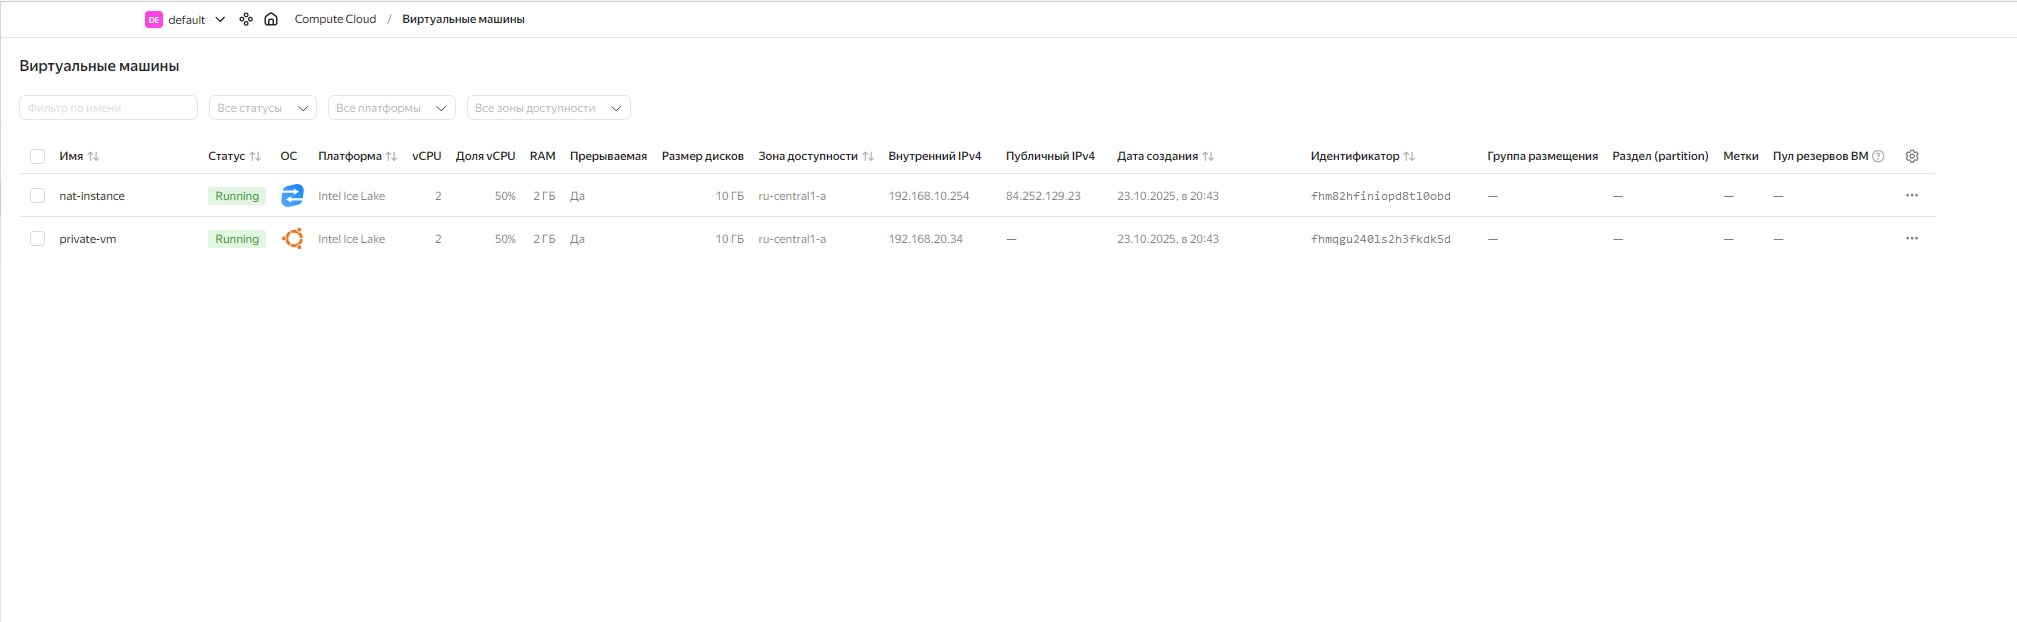 DE default Compute Cloud / Виртуальные машины
Виртуальные машины
Фильтр по имени Все статусы Все платформы Все зоны доступности
Имя Статус ОС Платформа vCPU Доля vCPU RAM Прерываемая Размер дисков Зона доступности Внутренний IPv4 Публичный IPv4 Дата создания Идентификатор Группа размещения Раздел (partition) Метки Пул резервов ВМ
nat-instance Running Intel Ice Lake 2 50% 2 ГБ Да 10 ГБ ru-central1-a 192.168.10.254 84.252.129.23 23.10.2025, в 20:43 fhm82hfiniopd8tl0obd — — — —
private-vm Running Intel Ice Lake 2 50% 2 ГБ Да 10 ГБ ru-central1-a 192.168.20.34 — 23.10.2025, в 20:43 fhmqgu240ls2h3fkdk5d — — — —